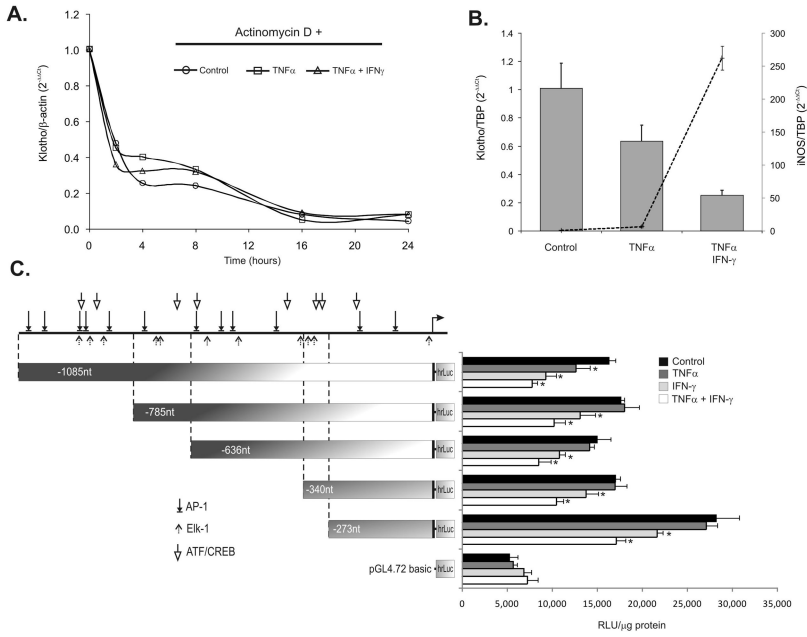 A.
Actinomycin D +
Control
TNFα
TNFα + IFNγ
Klotho/β-actin (2^-ΔΔCt)
1.2
1.0
0.8
0.6
0.4
0.2
0.0
0
4
8
12
16
20
24
Time (hours)
B.
Klotho/TBP (2^-ΔΔCt)
1.4
1.2
1
0.8
0.6
0.4
0.2
0
300
250
200
150
100
50
0
iNOS/TBP (2^-ΔΔCt)
Control
TNFα
TNFα
IFN-γ
C.
-1085nt
hrLuc
-785nt
hrLuc
-636nt
hrLuc
-340nt
hrLuc
-273nt
hrLuc
pGL4.72 basic
hrLuc
AP-1
Elk-1
ATF/CREB
Control
TNFα
IFN-γ
TNFα + IFN-γ
*
*
*
*
*
*
*
*
*
*
*
0
5,000
10,000
15,000
20,000
25,000
30,000
35,000
RLU/μg protein